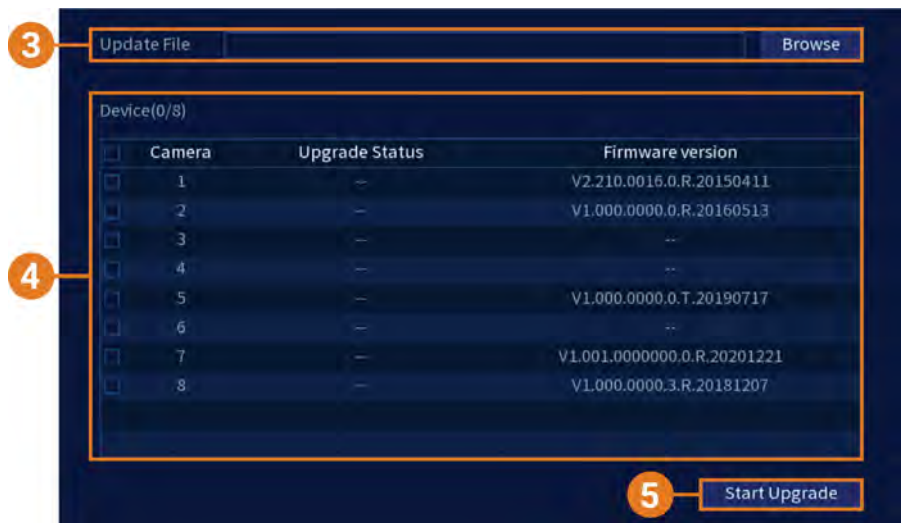 3 Update File Browse
Device(0/8)
Camera Upgrade Status Firmware version
1 -- V2.210.0016.0.R.20150411
2 -- V1.000.0000.0.R.20160513
3 -- --
4 -- --
4
5 -- V1.000.0000.0.T.20190717
6 -- --
7 -- V1.001.0000000.0.R.20201221
8 -- V1.000.0000.3.R.20181207
5 Start Upgrade